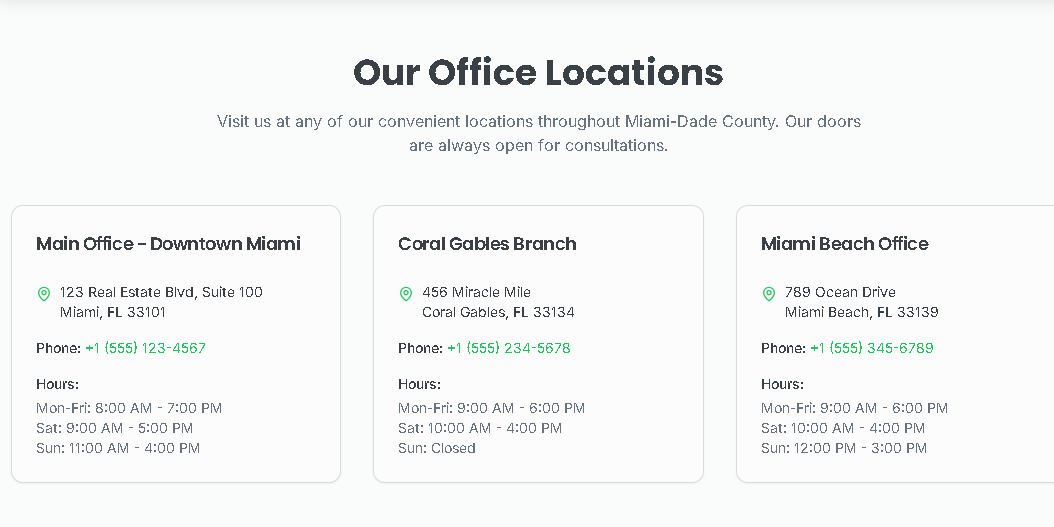 Our Office Locations
Visit us at any of our convenient locations throughout Miami-Dade County. Our doors
are always open for consultations.
Main Office - Downtown Miami
123 Real Estate Blvd, Suite 100
Miami, FL 33101
Phone: +1 (555) 123-4567
Hours:
Mon-Fri: 8:00 AM - 7:00 PM
Sat: 9:00 AM - 5:00 PM
Sun: 11:00 AM - 4:00 PM
Coral Gables Branch
456 Miracle Mile
Coral Gables, FL 33134
Phone: +1 (555) 234-5678
Hours:
Mon-Fri: 9:00 AM - 6:00 PM
Sat: 10:00 AM - 4:00 PM
Sun: Closed
Miami Beach Office
789 Ocean Drive
Miami Beach, FL 33139
Phone: +1 (555) 345-6789
Hours:
Mon-Fri: 9:00 AM - 6:00 PM
Sat: 10:00 AM - 4:00 PM
Sun: 12:00 PM - 3:00 PM